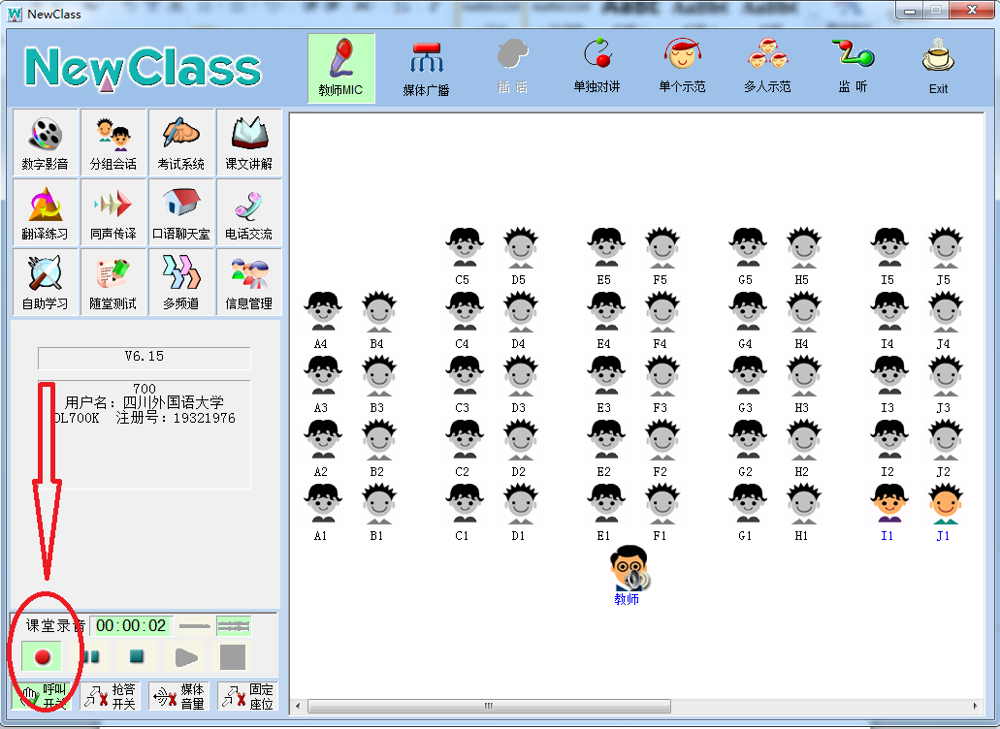 NewClass
NewClass
教师MIC
媒体广播
插 话
单独对讲
单个示范
多人示范
监 听
Exit
数字影音
分组会话
考试系统
课文讲解
翻译练习
同声传译
口语聊天室
电话交流
自助学习
随堂测试
多频道
信息管理
V6.15
700
用户名：四川外国语大学
DL700K 注册号：19321976
课堂录音 00:00:02
呼叫
开关
抢答
开关
媒体
音量
固定
座位
C5 D5 E5 F5 G5 H5 I5 J5
A4 B4 C4 D4 E4 F4 G4 H4 I4 J4
A3 B3 C3 D3 E3 F3 G3 H3 I3 J3
A2 B2 C2 D2 E2 F2 G2 H2 I2 J2
A1 B1 C1 D1 E1 F1 G1 H1 I1 J1
教师